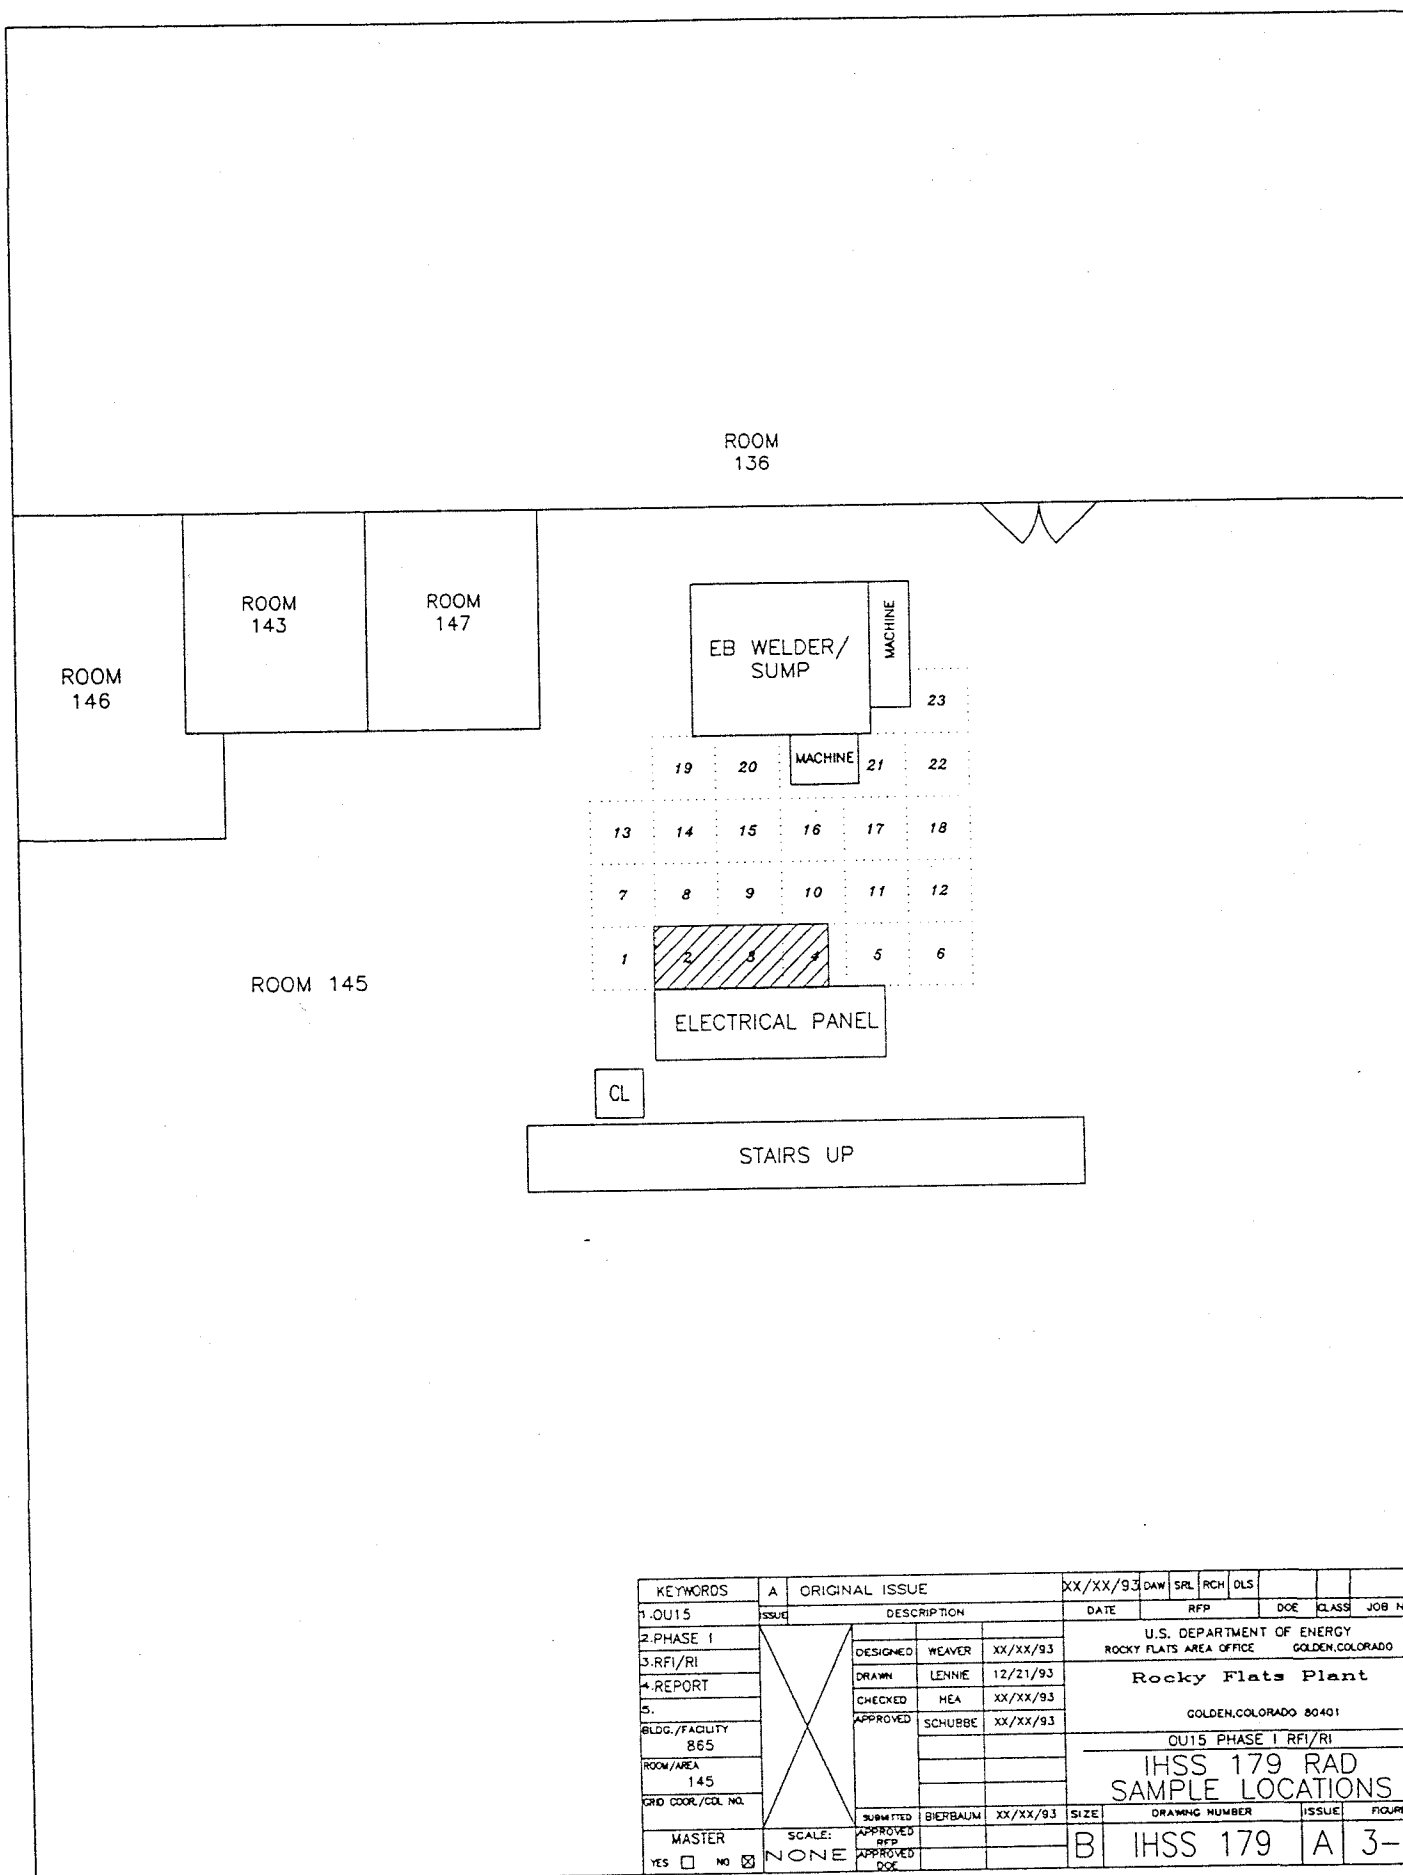 ROOM
136
ROOM
143
ROOM
147
ROOM
146
EB WELDER/
SUMP
MACHINE
23
19 20 MACHINE 21 22
13 14 15 16 17 18
7 8 9 10 11 12
1 2 3 4 5 6
ROOM 145
ELECTRICAL PANEL
CL
STAIRS UP
KEYWORDS A ORIGINAL ISSUE XX/XX/93 DAW SRL RCH DLS
1.OU15 ISSUE DESCRIPTION DATE RFP DOE CLASS JOB N
2.PHASE 1
3.RFI/RI
4.REPORT
5.
BLDG./FACILITY
865
ROOM/AREA
145
GRID COOR./COL NO.
MASTER
YES NO
SCALE:
NONE
DESIGNED WEAVER XX/XX/93
DRAWN LENNIE 12/21/93
CHECKED HEA XX/XX/93
APPROVED SCHUBBE XX/XX/93
SUBMITTED BIERBAUM XX/XX/93
APPROVED
RFP
APPROVED
DOE
U.S. DEPARTMENT OF ENERGY
ROCKY FLATS AREA OFFICE GOLDEN,COLORADO
Rocky Flats Plant
GOLDEN,COLORADO 80401
OU15 PHASE I RFI/RI
IHSS 179 RAD
SAMPLE LOCATIONS
SIZE DRAWING NUMBER ISSUE FIGURE
B IHSS 179 A 3-